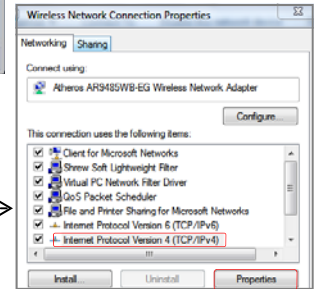 Wireless Network Connection Properties
Networking Sharing
Connect using:
Atheros AR9485WB-EG Wireless Network Adapter
Configure...
This connection uses the following items:
Client for Microsoft Networks
Shrew Soft Lightweight Filter
Virtual PC Network Filter Driver
QoS Packet Scheduler
File and Printer Sharing for Microsoft Networks
Internet Protocol Version 6 (TCP/IPv6)
Internet Protocol Version 4 (TCP/IPv4)
Install... Uninstall Properties